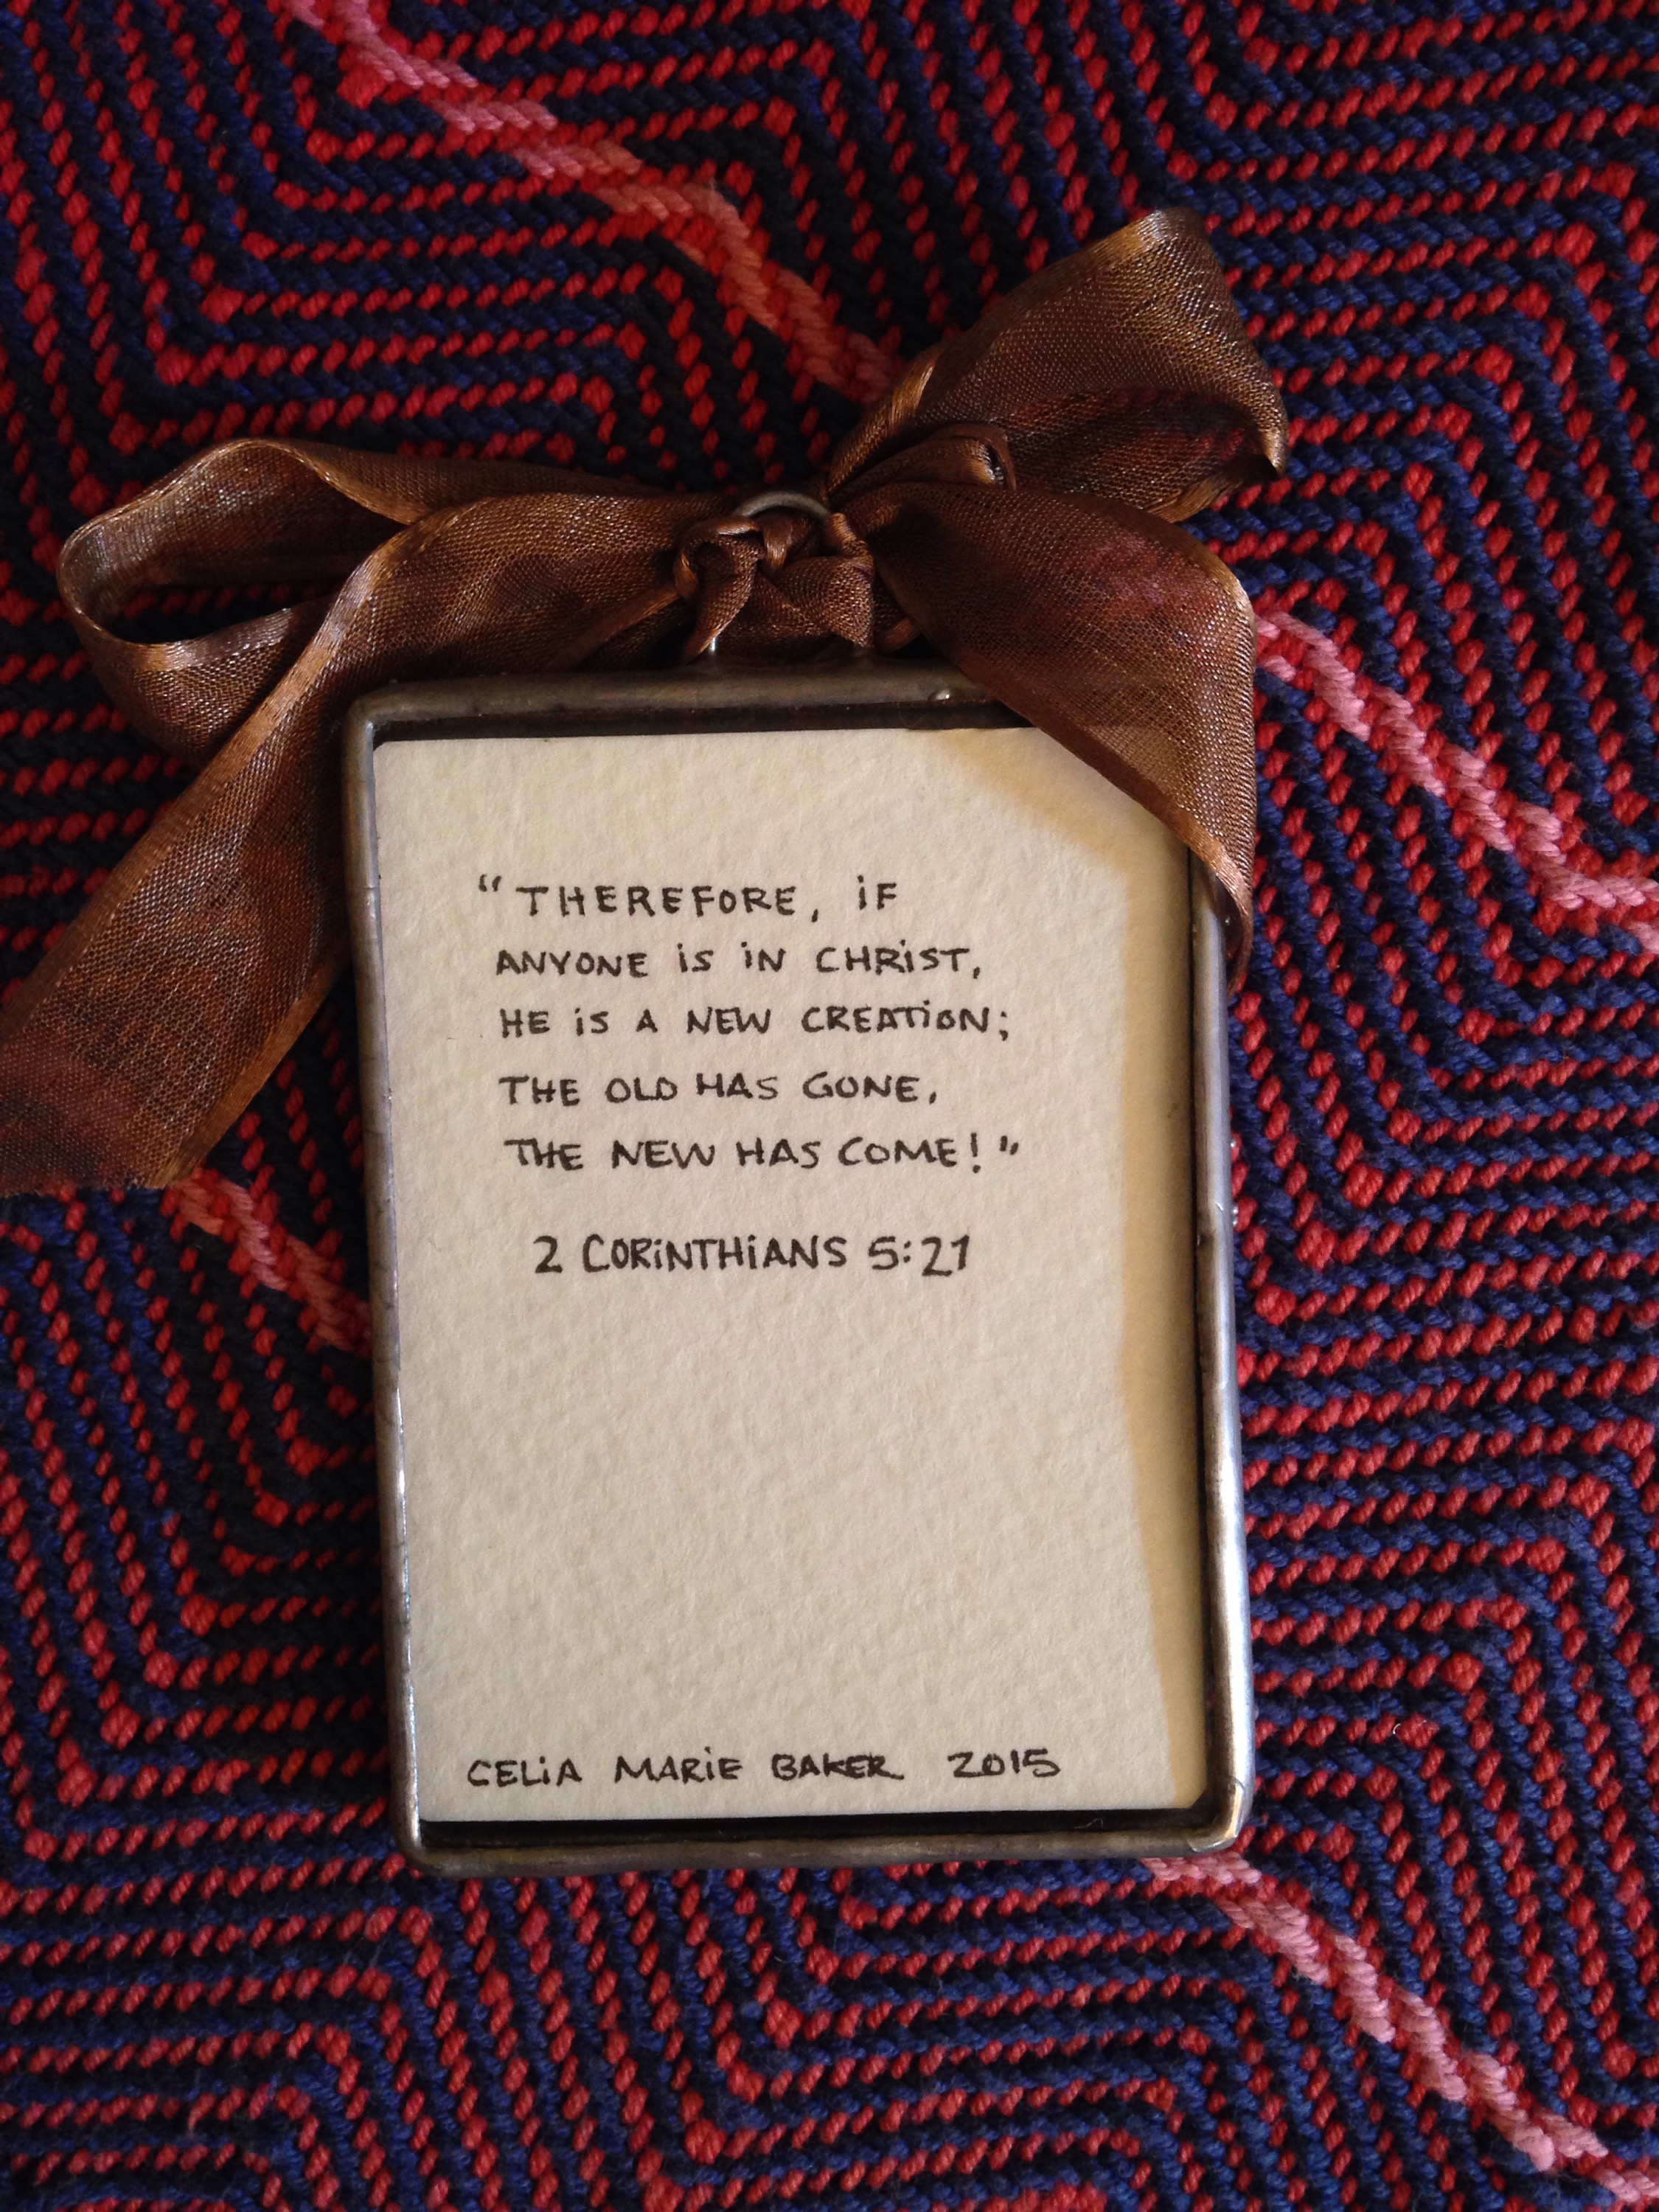 “THEREFORE, iF
ANYONE iS iN CHRiST,
HE iS A NEW CREATiON;
THE OLD HAS GONE,
THE NEW HAS COME!”
2 CORiNTHiANS 5:21
CELiA MARiE BAKER 2015